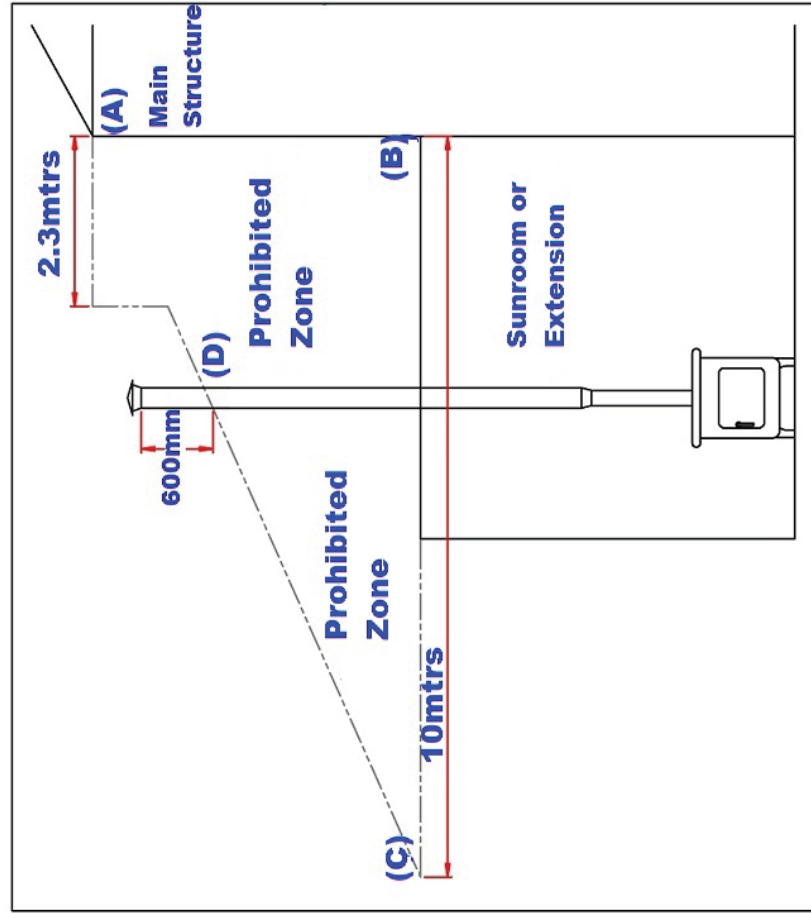 2.3mtrs
(A)
Main
Structure
Prohibited
Zone
(D)
600mm
(B)
Sunroom or
Extension
Prohibited
Zone
10mtrs
(C)